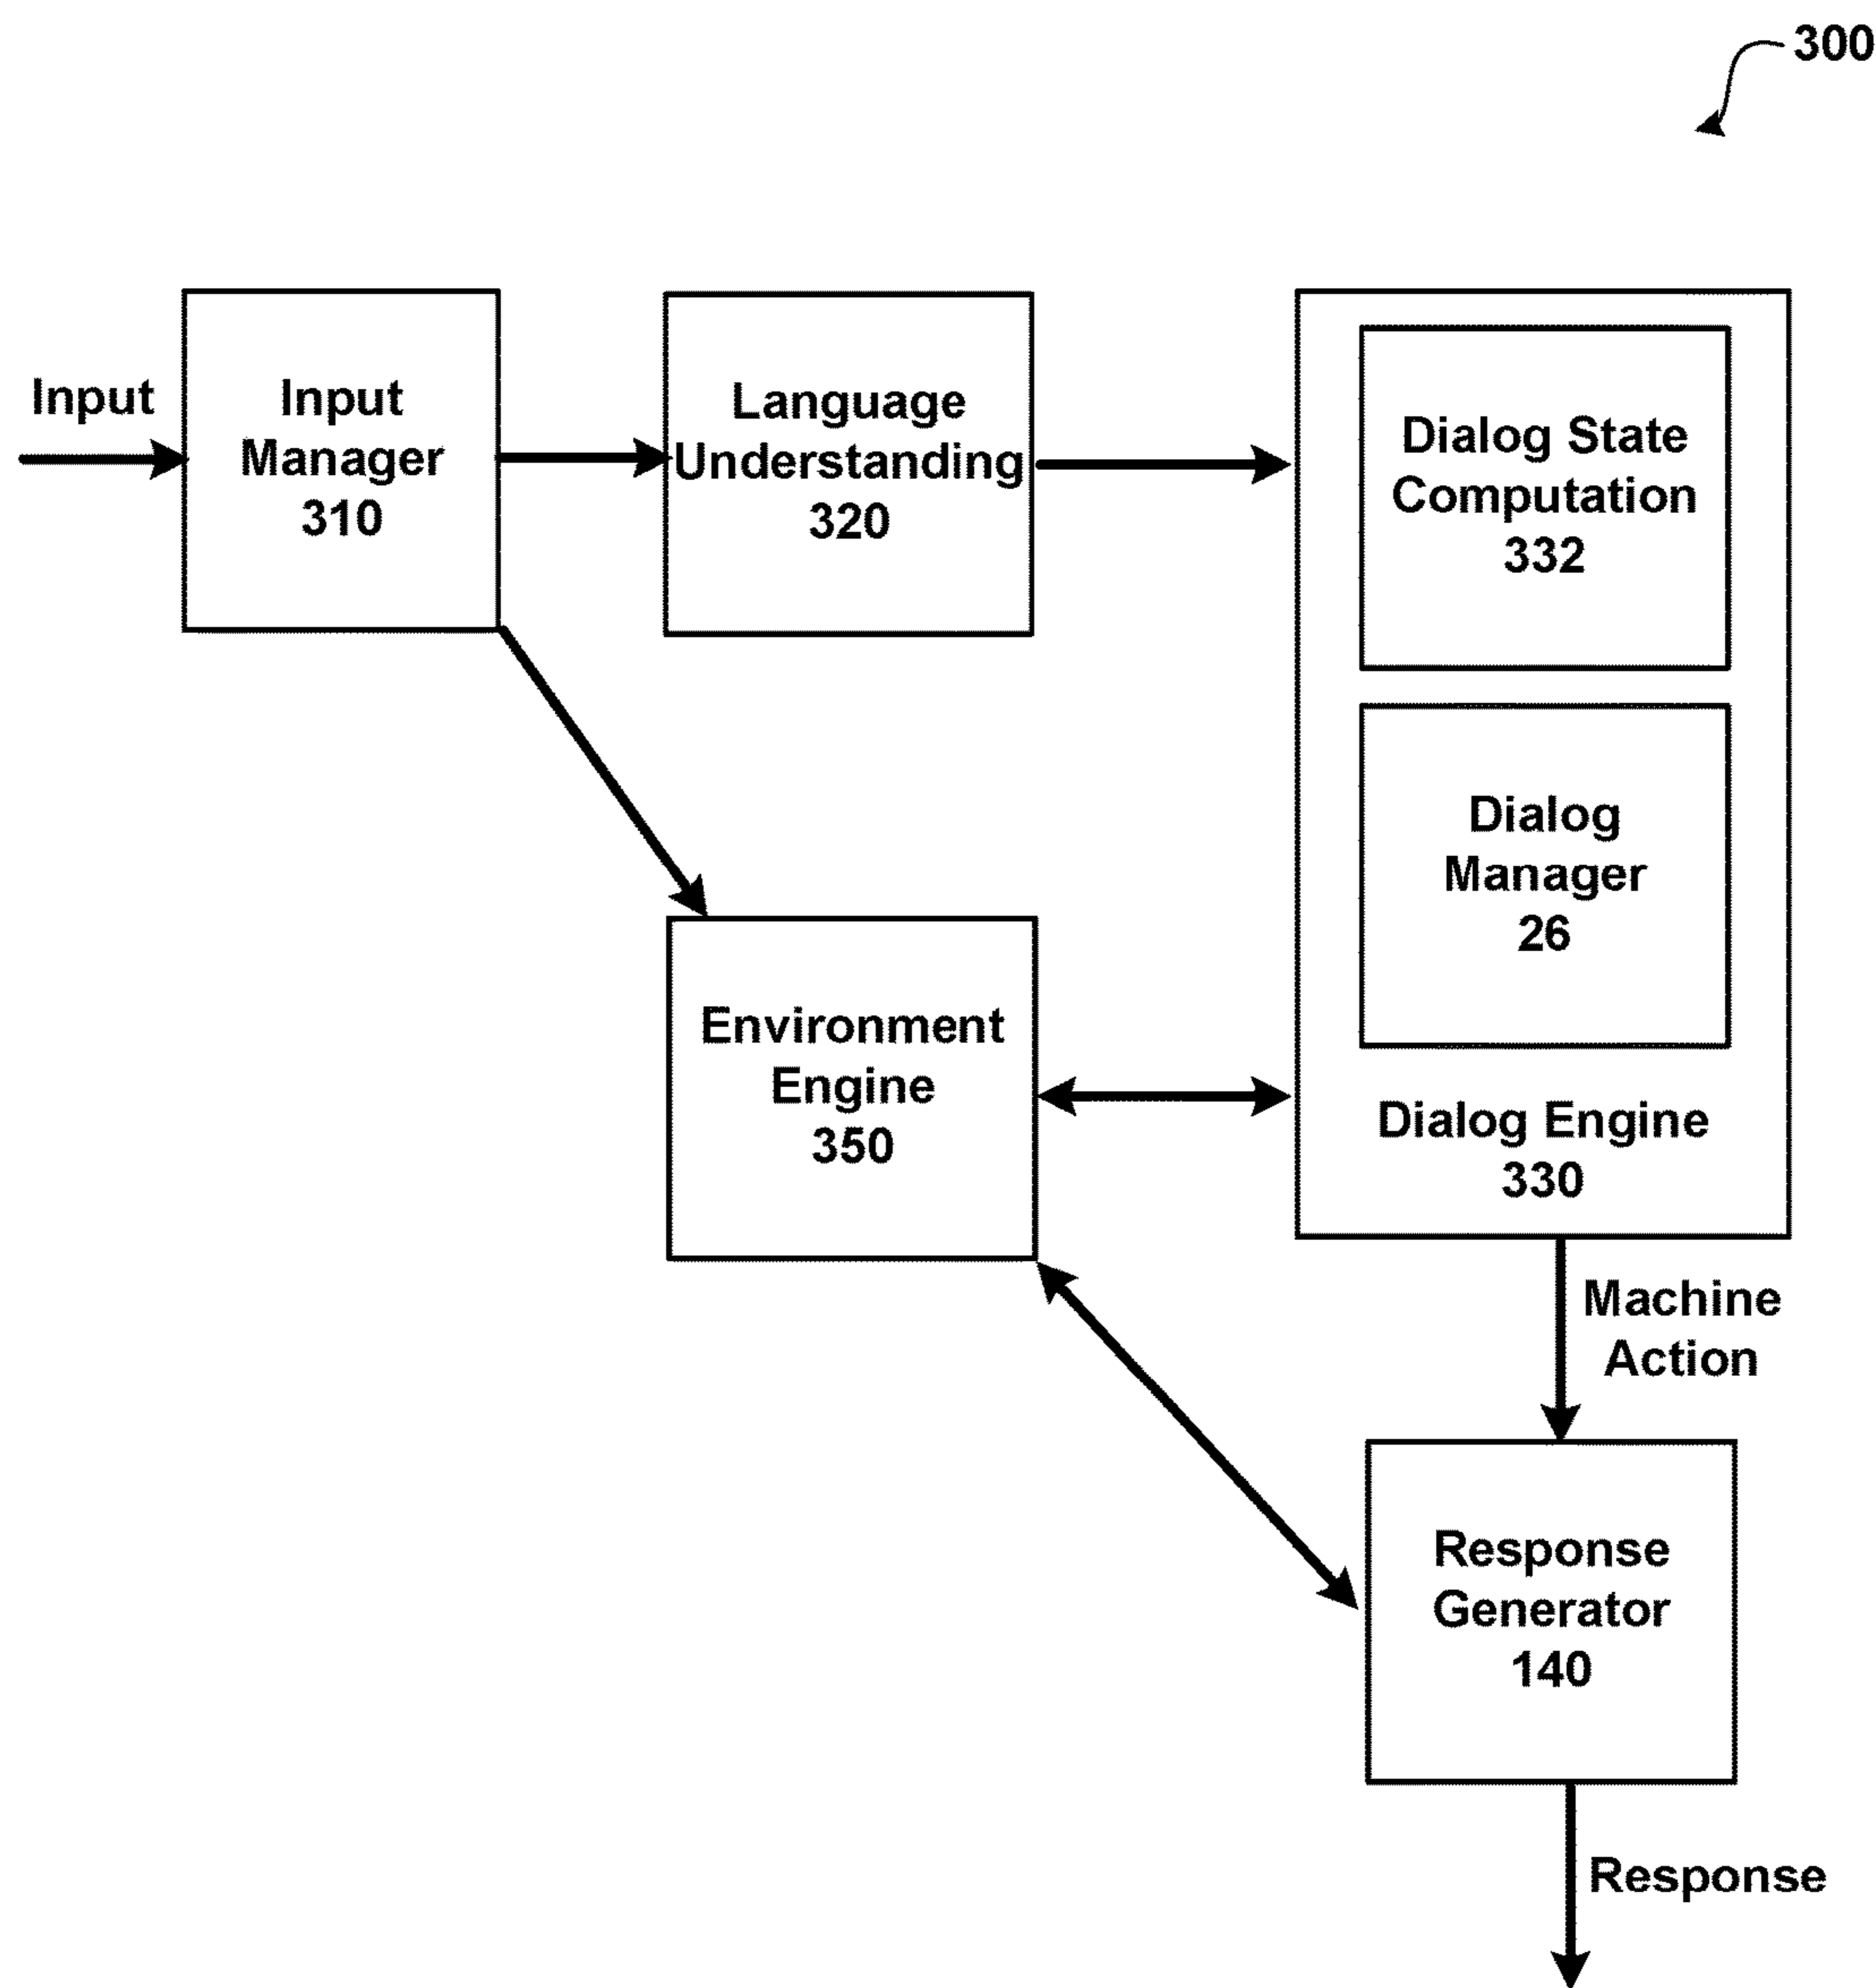 300
Input
Input
Manager
310
Language
Understanding
320
Dialog State
Computation
332
Dialog
Manager
26
Dialog Engine
330
Environment
Engine
350
Machine
Action
Response
Generator
140
Response